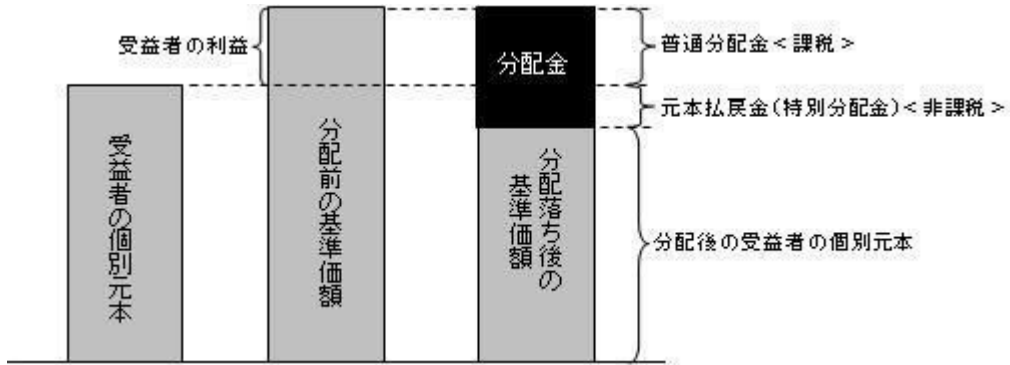 受益者の利益
受益者の個別元本
分配前の基準価額
分配金
分配落ち後の
基準価額
普通分配金<課税>
元本払戻金(特別分配金)<非課税>
分配後の受益者の個別元本